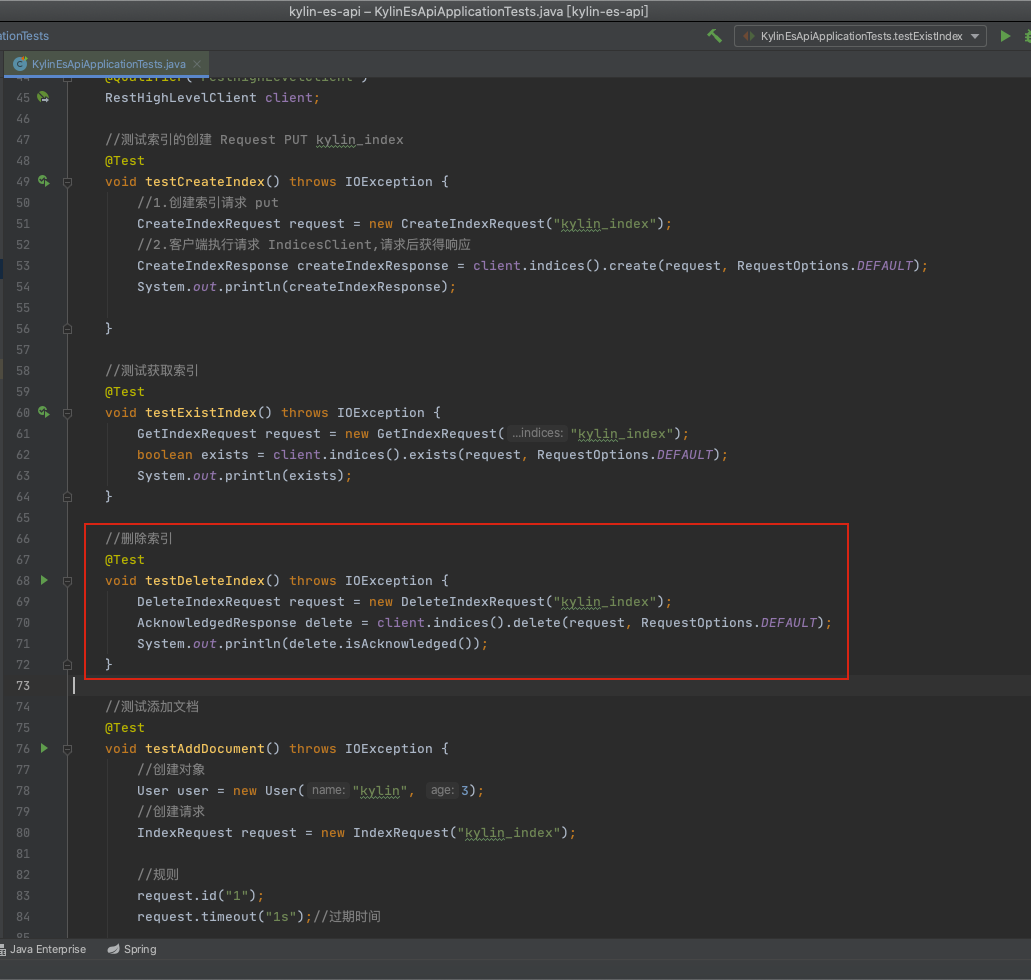 kylin-es-api – KylinEsApiApplicationTests.java [kylin-es-api]
ationTests
KylinEsApiApplicationTests.testExistIndex
KylinEsApiApplicationTests.java
44 @Qualifier("restHighLevelClient")
45 RestHighLevelClient client;
46
47 //测试索引的创建 Request PUT kylin_index
48 @Test
49 void testCreateIndex() throws IOException {
50 //1.创建索引请求 put
51 CreateIndexRequest request = new CreateIndexRequest("kylin_index");
52 //2.客户端执行请求 IndicesClient,请求后获得响应
53 CreateIndexResponse createIndexResponse = client.indices().create(request, RequestOptions.DEFAULT);
54 System.out.println(createIndexResponse);
55
56 }
57
58 //测试获取索引
59 @Test
60 void testExistIndex() throws IOException {
61 GetIndexRequest request = new GetIndexRequest( ...indices: "kylin_index");
62 boolean exists = client.indices().exists(request, RequestOptions.DEFAULT);
63 System.out.println(exists);
64 }
65
66 //删除索引
67 @Test
68 void testDeleteIndex() throws IOException {
69 DeleteIndexRequest request = new DeleteIndexRequest("kylin_index");
70 AcknowledgedResponse delete = client.indices().delete(request, RequestOptions.DEFAULT);
71 System.out.println(delete.isAcknowledged());
72 }
73
74 //测试添加文档
75 @Test
76 void testAddDocument() throws IOException {
77 //创建对象
78 User user = new User( name: "kylin", age: 3);
79 //创建请求
80 IndexRequest request = new IndexRequest("kylin_index");
81
82 //规则
83 request.id("1");
84 request.timeout("1s");//过期时间
85
Java Enterprise
Spring